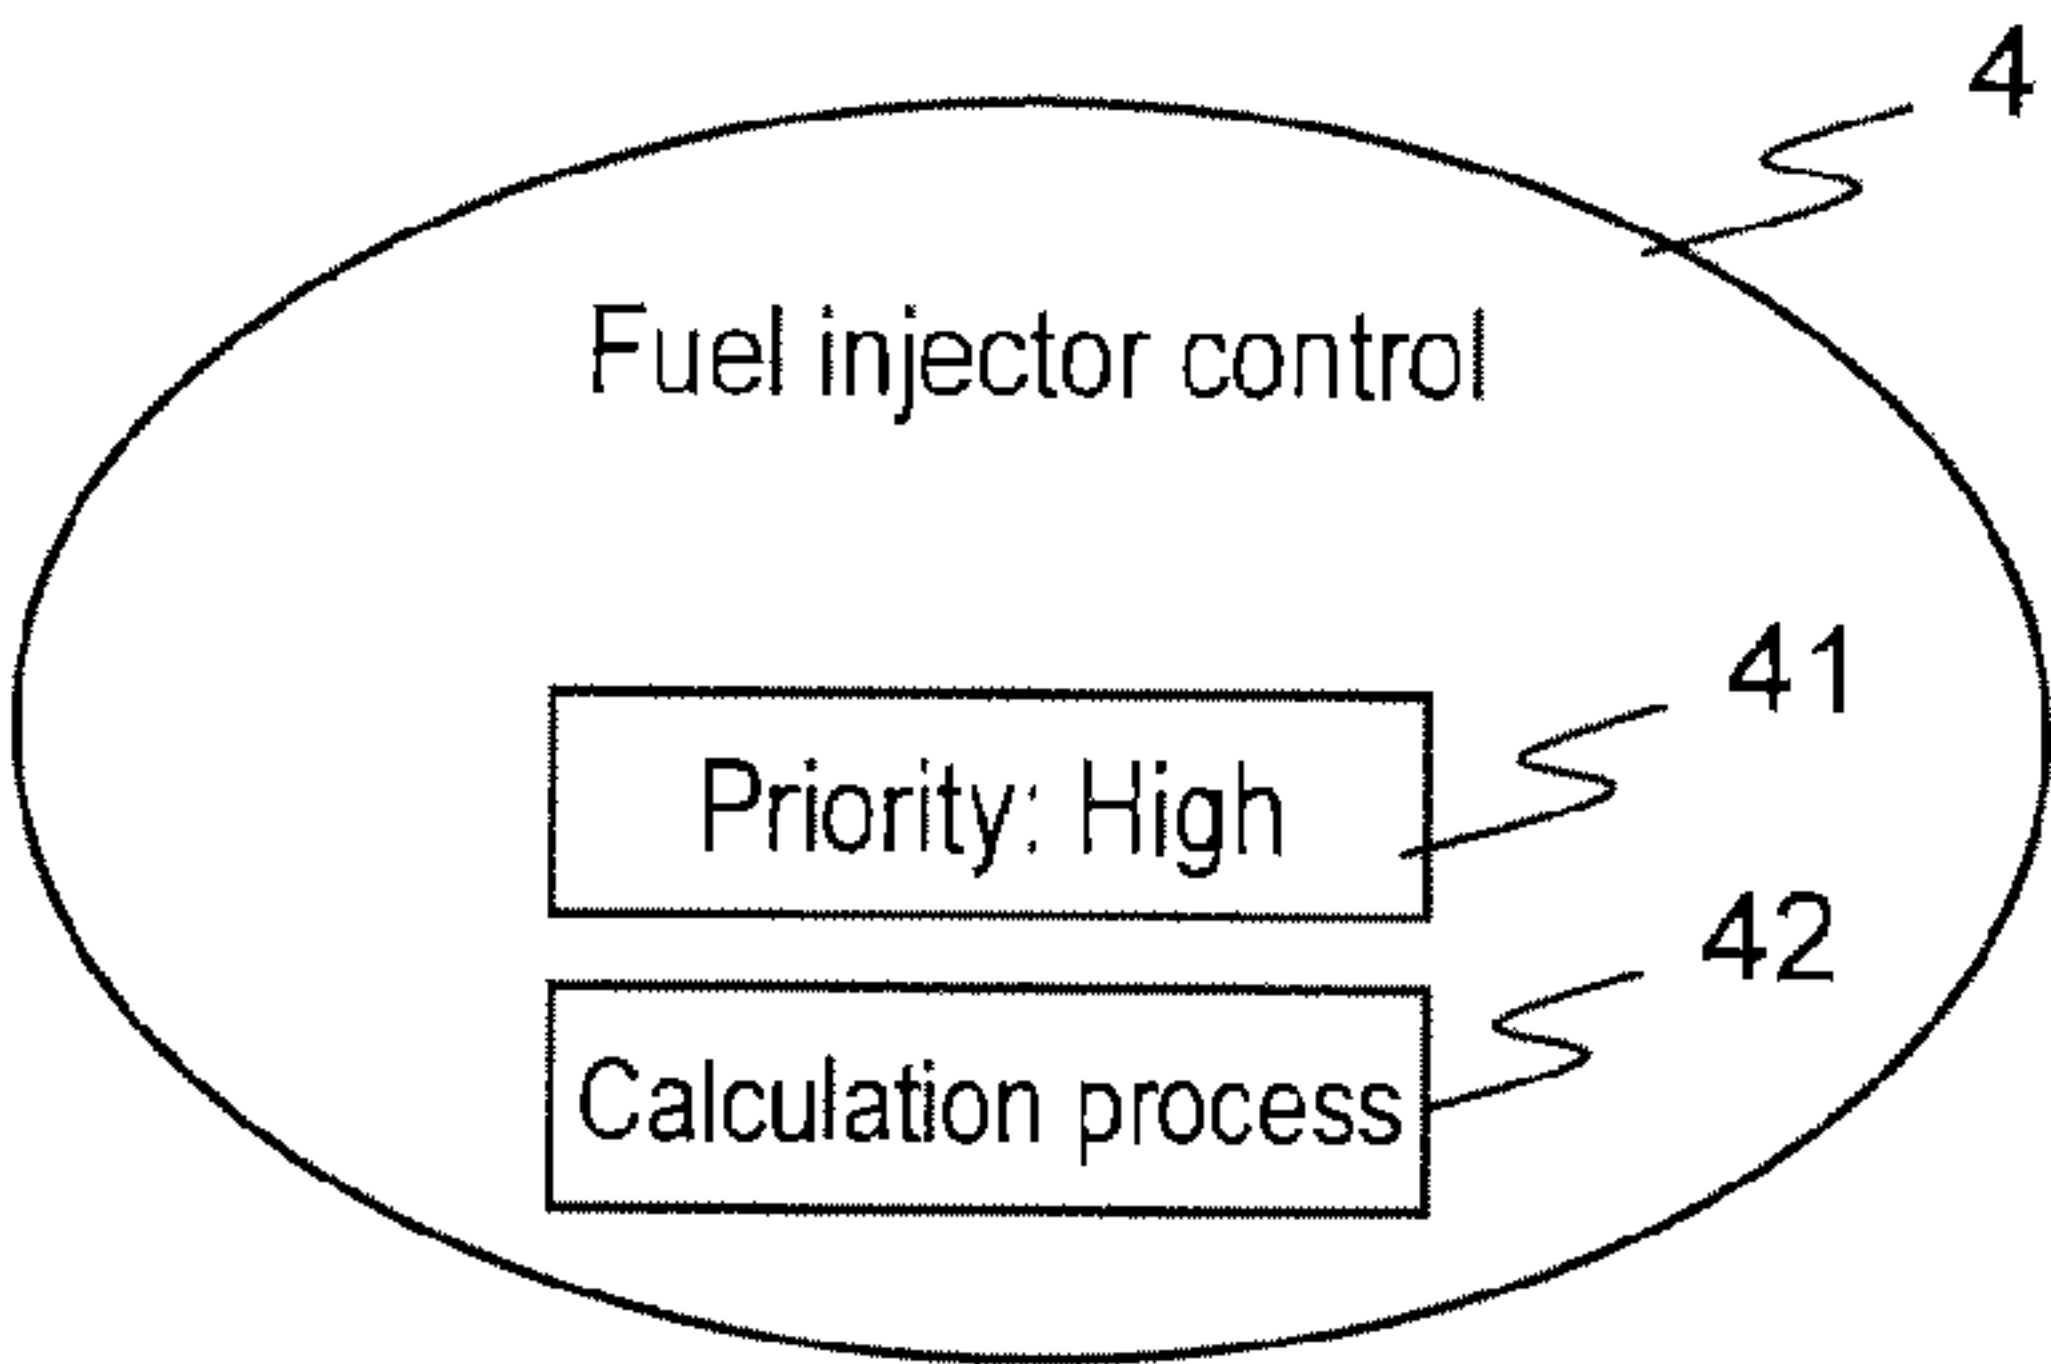 4
Fuel injector control
41
Priority: High
42
Calculation process